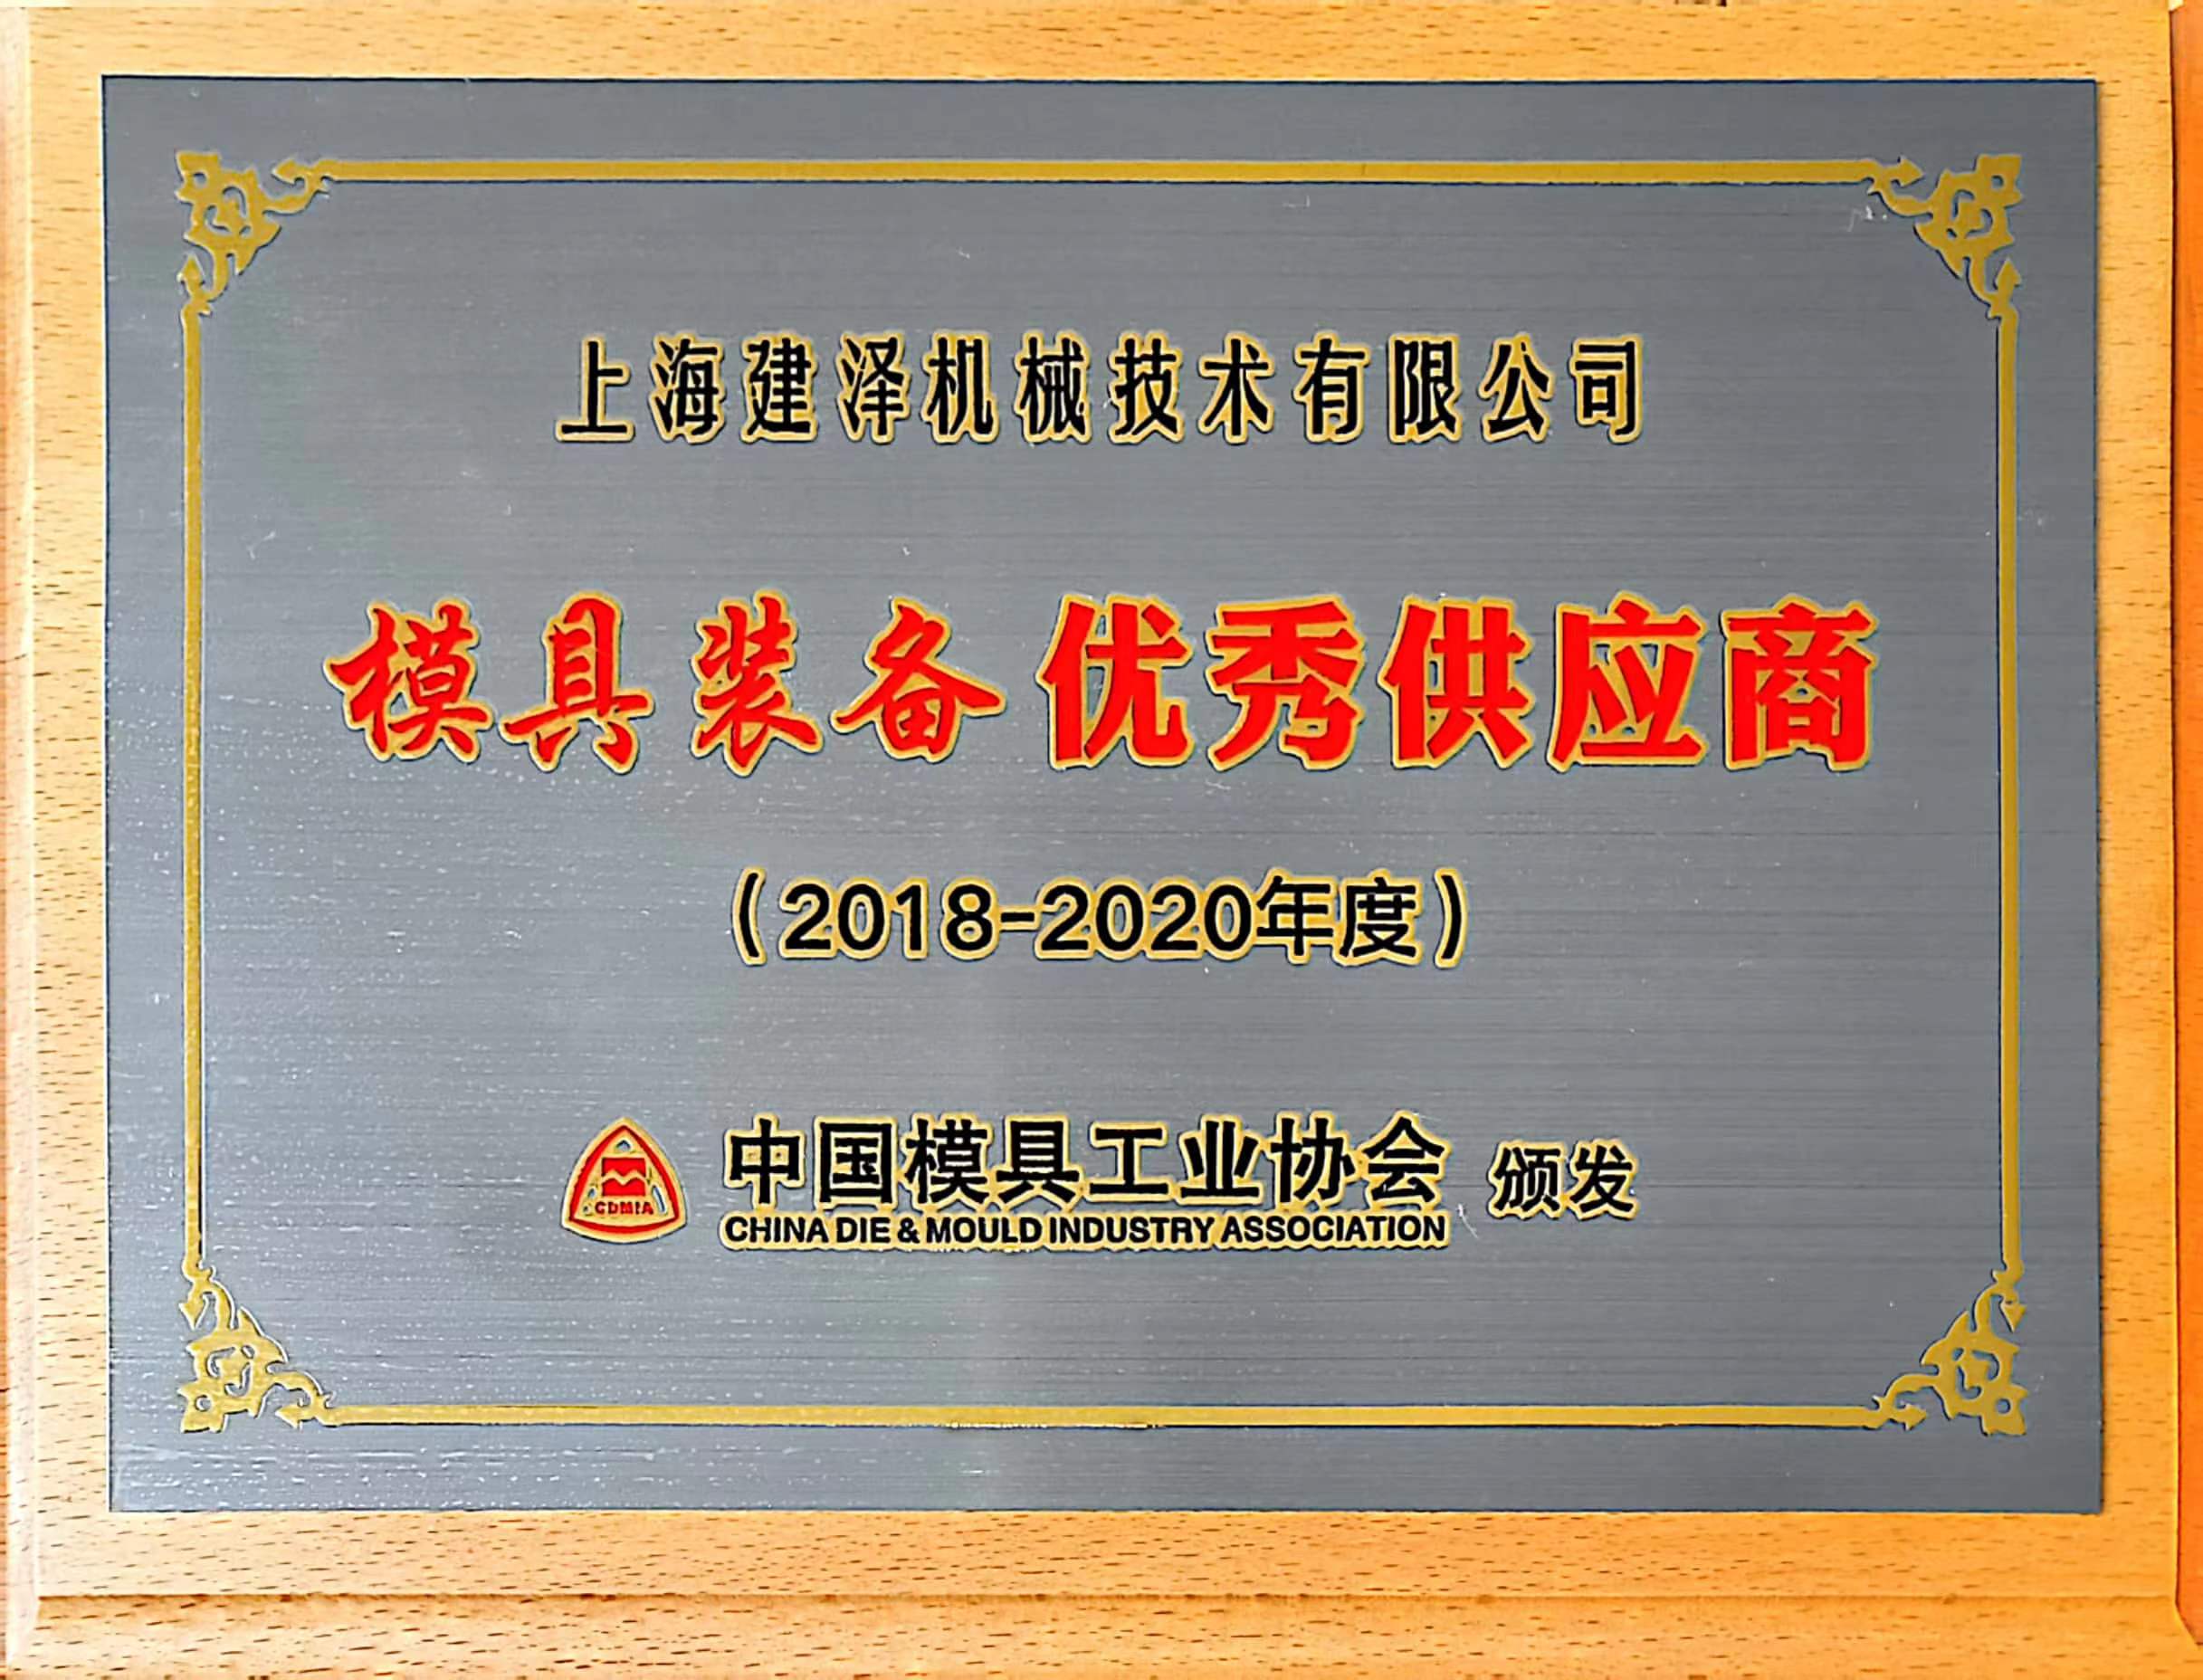 上海建泽机械技术有限公司
模具装备 优秀供应商
（2018-2020年度）
中国模具工业协会 颁发
CHINA DIE & MOULD INDUSTRY ASSOCIATION
CDMIA